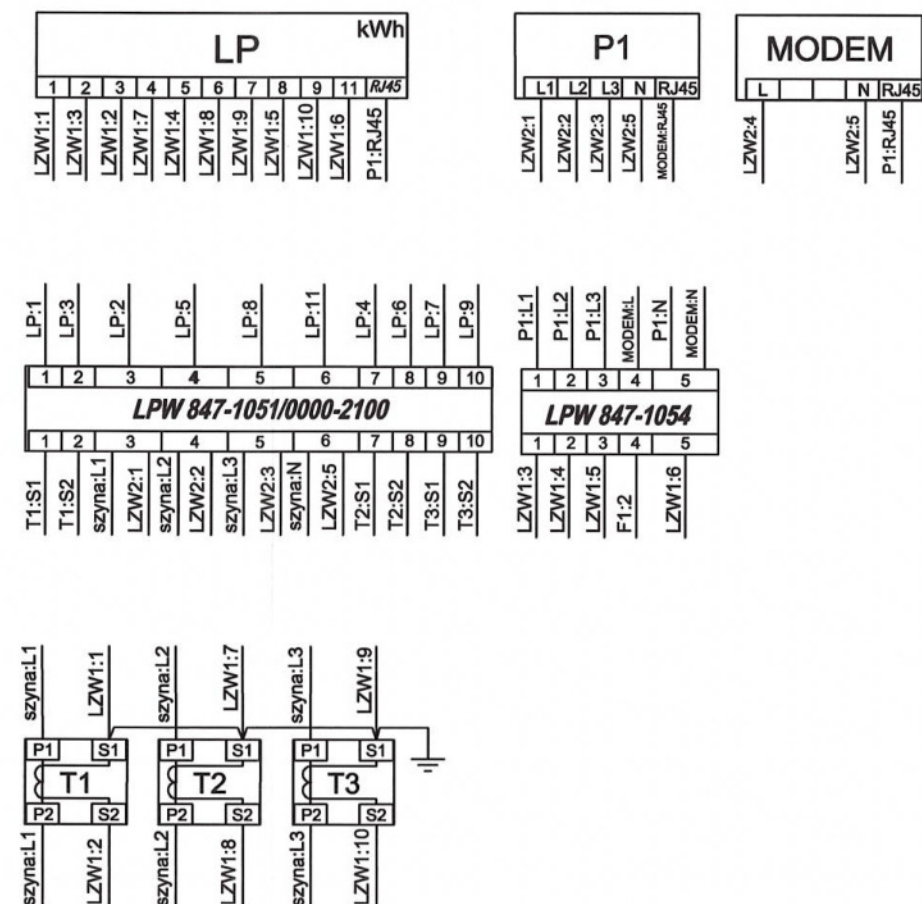 kWh
LP
1 2 3 4 5 6 7 8 9 11 RJ45
LZW1:1 LZW1:3 LZW1:2 LZW1:7 LZW1:4 LZW1:8 LZW1:9 LZW1:5 LZW1:10 LZW1:6 P1:RJ45
P1
L1 L2 L3 N RJ45
LZW2:1 LZW2:2 LZW2:3 LZW2:5 MODEM:RJ45
MODEM
L N RJ45
LZW2:4 LZW2:5 P1:RJ45
LP:1 LP:3 LP:2 LP:5 LP:8 LP:11 LP:4 LP:6 LP:7 LP:9
1 2 3 4 5 6 7 8 9 10
LPW 847-1051/0000-2100
1 2 3 4 5 6 7 8 9 10
T1:S1 T1:S2 szyna:L1 LZW2:1 szyna:L2 LZW2:2 szyna:L3 LZW2:3 szyna:N LZW2:5 T2:S1 T2:S2 T3:S1 T3:S2
P1:L1 P1:L2 P1:L3 MODEM:L P1:N MODEM:N
1 2 3 4 5
LPW 847-1054
1 2 3 4 5
LZW1:3 LZW1:4 LZW1:5 F1:2 LZW1:6
szyna:L1 LZW1:1 szyna:L2 LZW1:7 szyna:L3 LZW1:9
P1 S1 P1 S1 P1 S1
T1 T2 T3
P2 S2 P2 S2 P2 S2
szyna:L1 LZW1:2 szyna:L2 LZW1:8 szyna:L3 LZW1:10